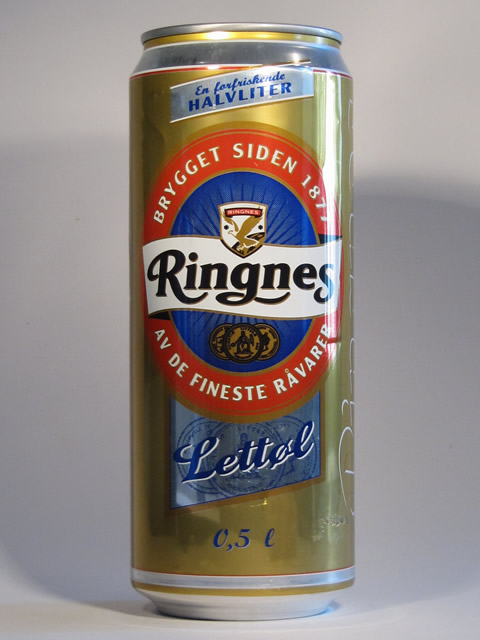 En forfriskende
HALVLITER
BRYGGET SIDEN 1877
RINGNES
Ringnes
AV DE FINESTE RÅVARER
Lettøl
0,5 l